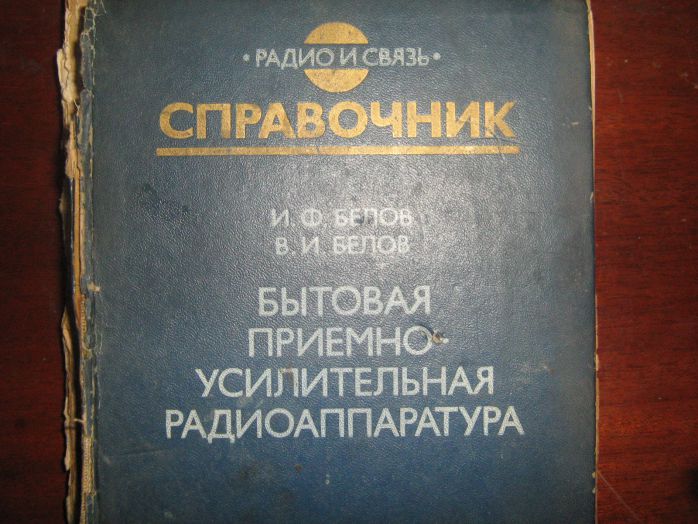 • РАДИО И СВЯЗЬ •
СПРАВОЧНИК
И. Ф. БЕЛОВ
В. И. БЕЛОВ
БЫТОВАЯ
ПРИЕМНО-
УСИЛИТЕЛЬНАЯ
РАДИОАППАРАТУРА